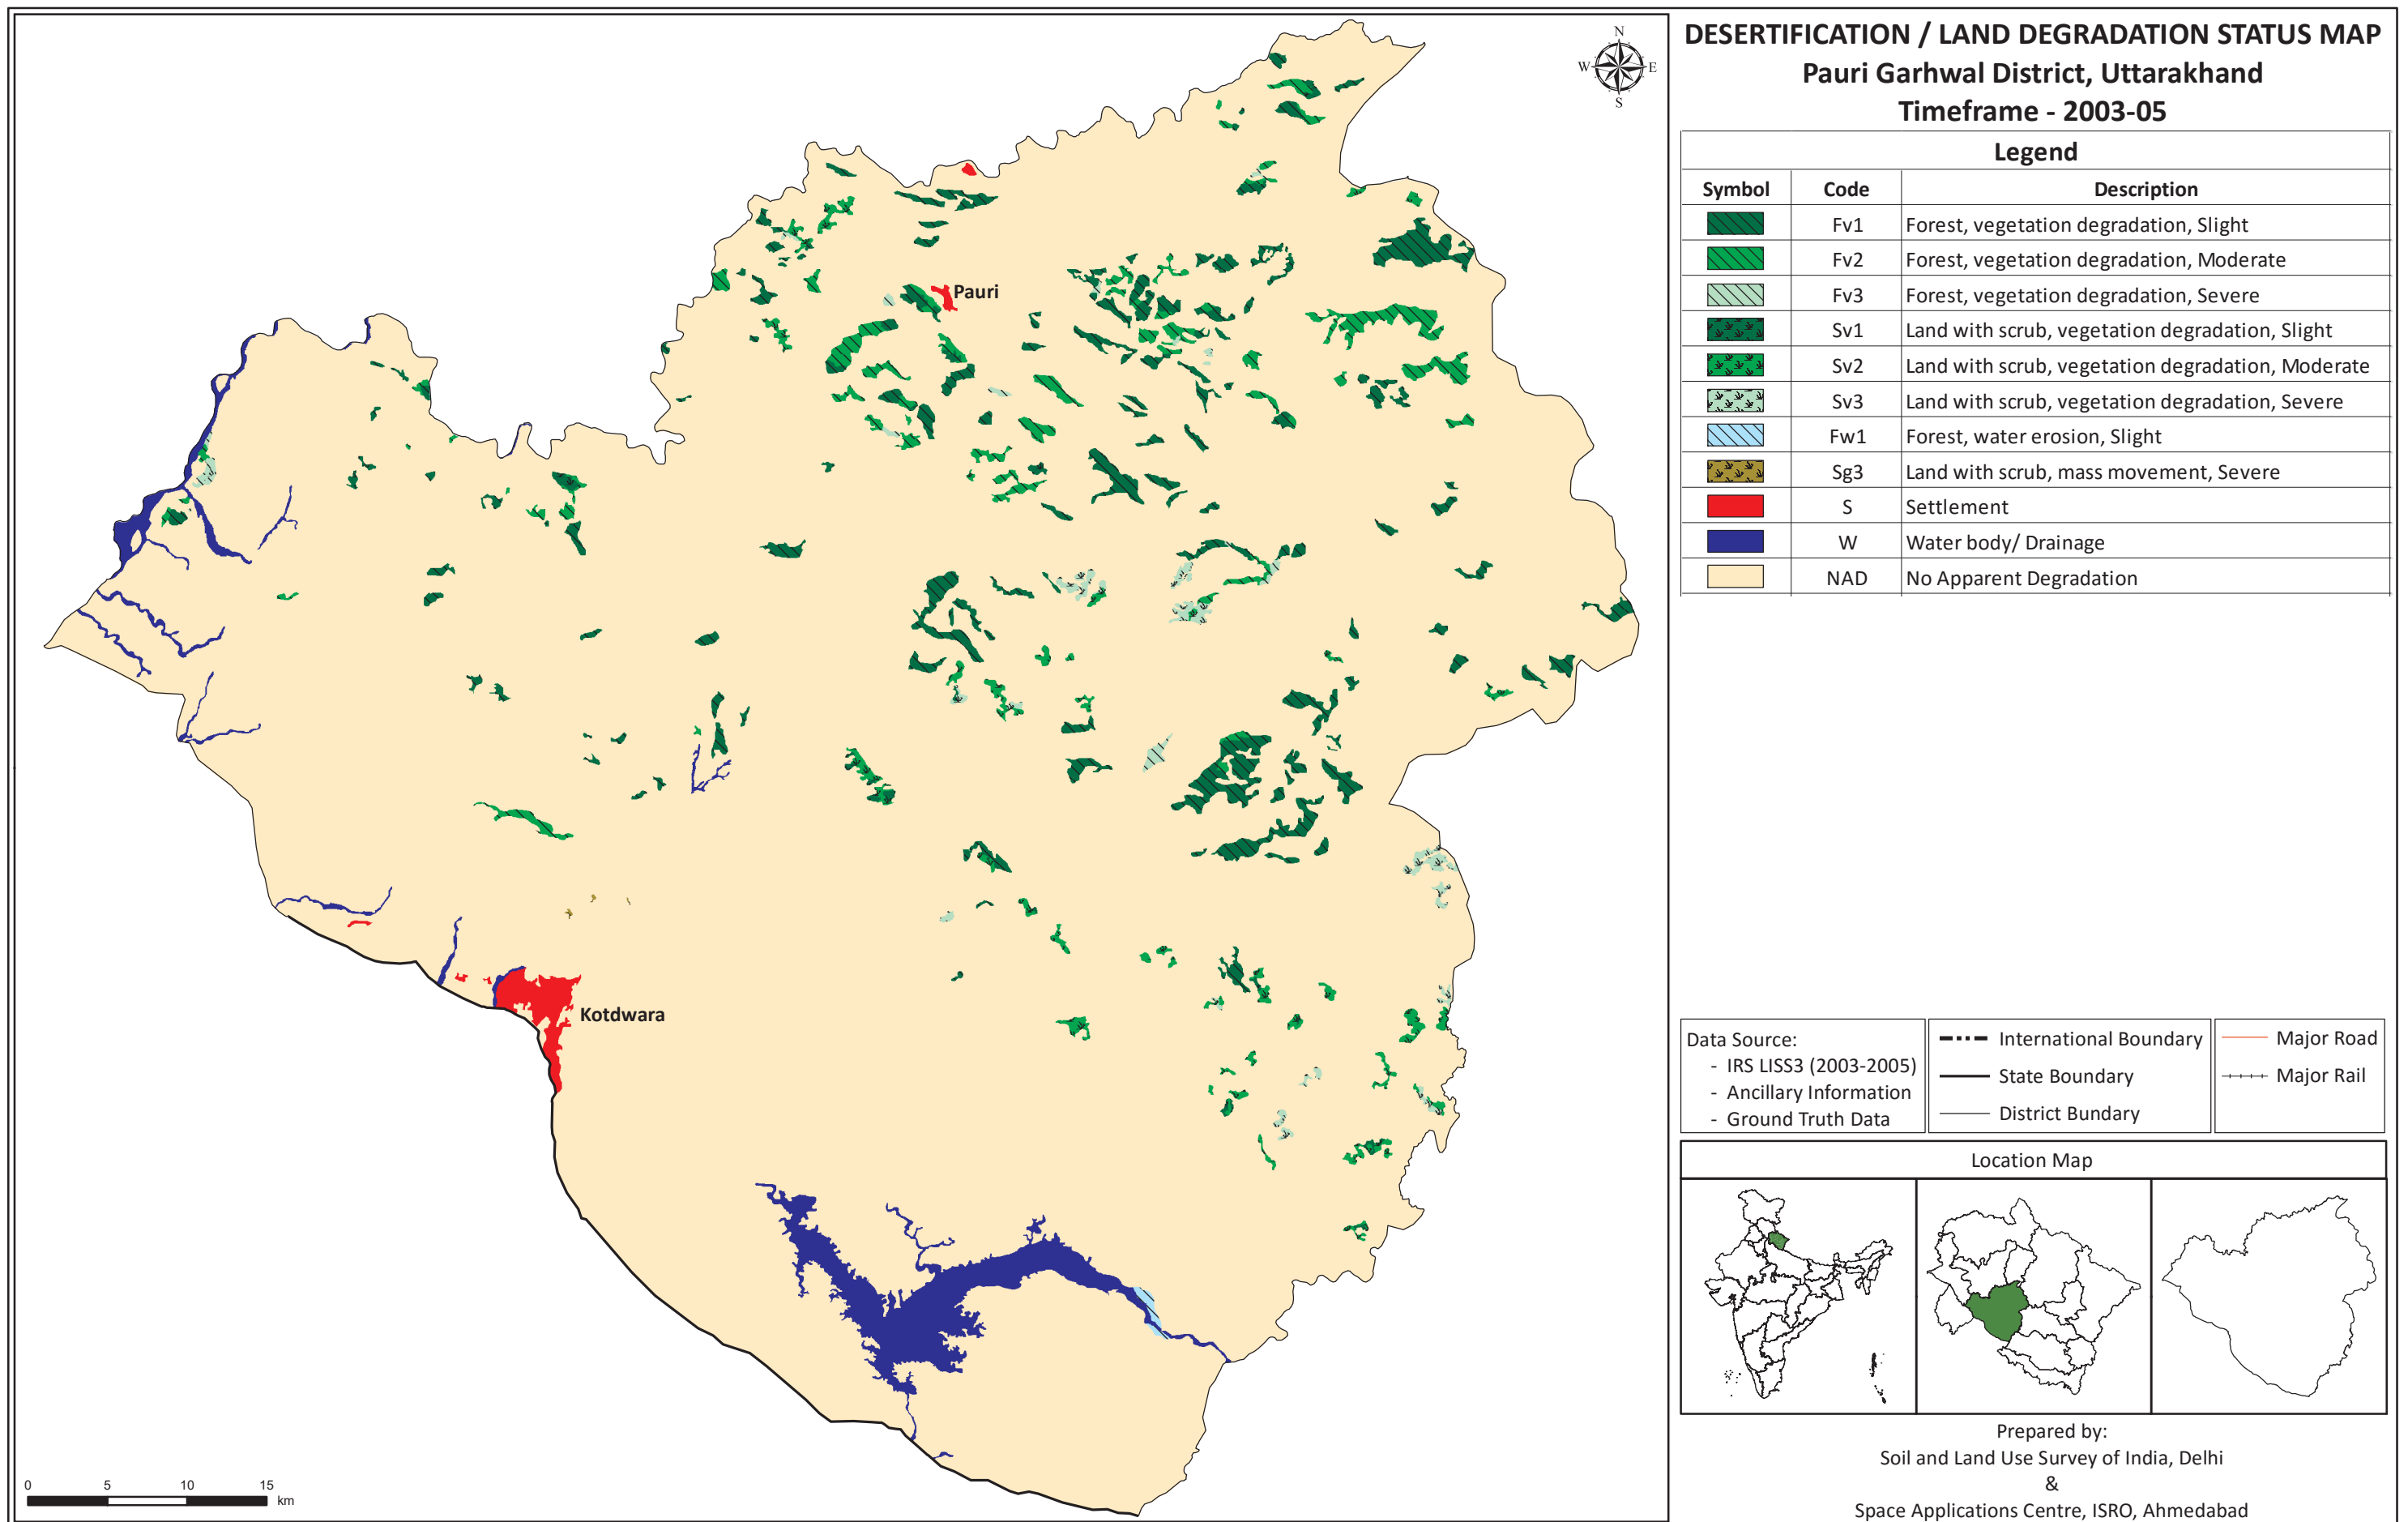 DESERTIFICATION / LAND DEGRADATION STATUS MAP
Pauri Garhwal District, Uttarakhand
Timeframe - 2003-05
Legend
Symbol Code Description
Fv1 Forest, vegetation degradation, Slight
Fv2 Forest, vegetation degradation, Moderate
Fv3 Forest, vegetation degradation, Severe
Sv1 Land with scrub, vegetation degradation, Slight
Sv2 Land with scrub, vegetation degradation, Moderate
Sv3 Land with scrub, vegetation degradation, Severe
Fw1 Forest, water erosion, Slight
Sg3 Land with scrub, mass movement, Severe
S Settlement
W Water body/ Drainage
NAD No Apparent Degradation
N
W E
S
Pauri
Kotdwara
0 5 10 15
km
Data Source:
- IRS LISS3 (2003-2005)
- Ancillary Information
- Ground Truth Data
International Boundary
State Boundary
District Bundary
Major Road
Major Rail
Location Map
Prepared by:
Soil and Land Use Survey of India, Delhi
&
Space Applications Centre, ISRO, Ahmedabad